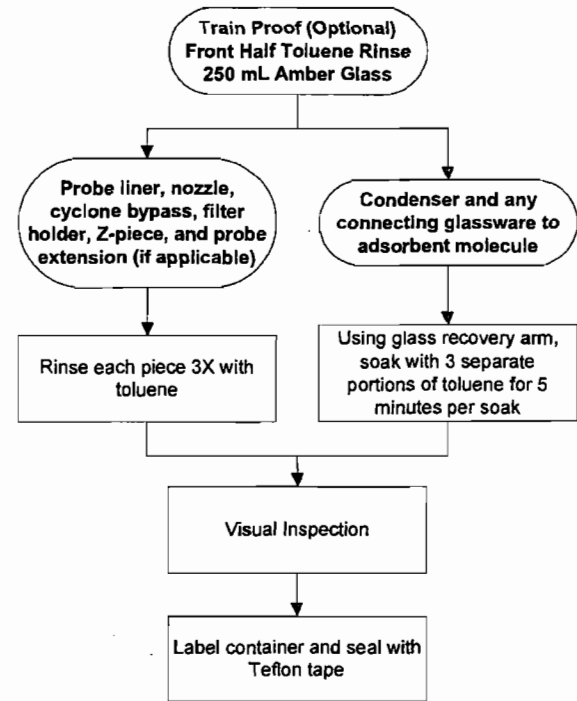 Train Proof (Optional)
Front Half Toluene Rinse
250 mL Amber Glass
Probe liner, nozzle,
cyclone bypass, filter
holder, Z-piece, and probe
extension (if applicable)
Condenser and any
connecting glassware to
adsorbent molecule
Rinse each piece 3X with
toluene
Using glass recovery arm,
soak with 3 separate
portions of toluene for 5
minutes per soak
Visual Inspection
Label container and seal with
Teflon tape